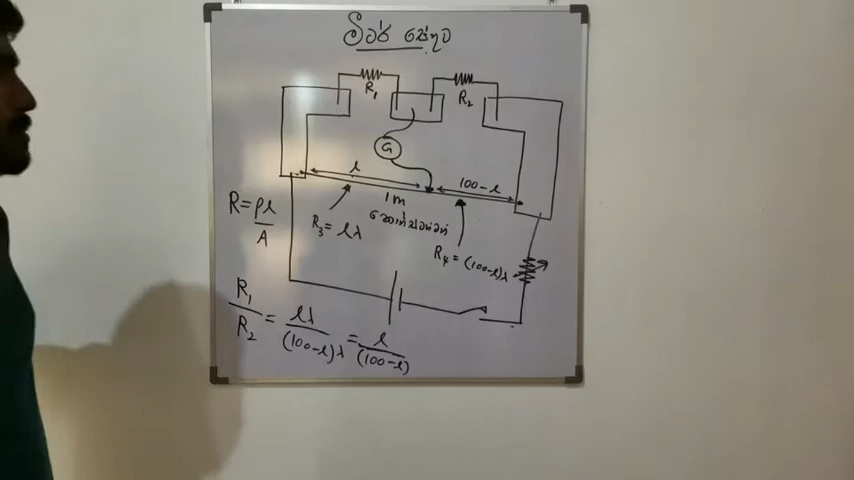 මීටර් සේතුව
R₁
R₂
G
l
100-l
1m
R₃ = lλ
R₄ = (100-l)λ
R = ρl/A
R₁/R₂ = lλ/(100-l)λ = l/(100-l)